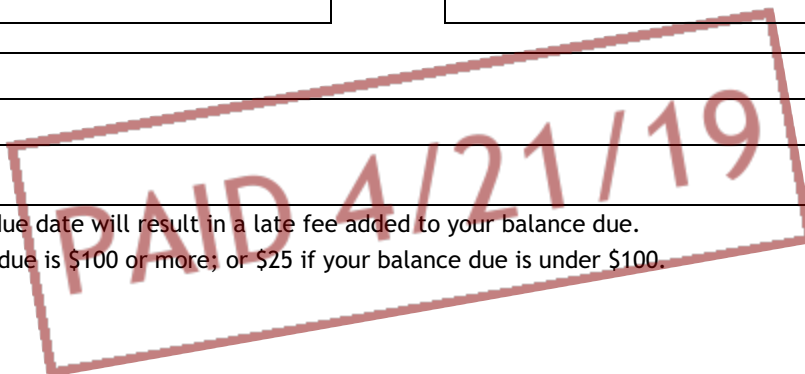 PAID 4/21/19
due date will result in a late fee added to your balance due.
due is $100 or more; or $25 if your balance due is under $100.